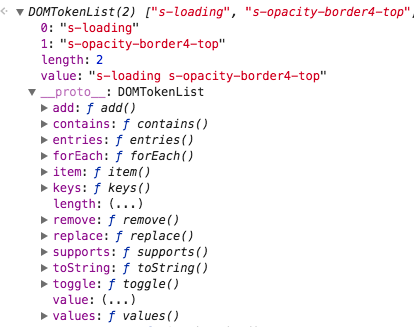 DOMTokenList(2) ["s-loading", "s-opacity-border4-top",
0: "s-loading"
1: "s-opacity-border4-top"
length: 2
value: "s-loading s-opacity-border4-top"
__proto__: DOMTokenList
add: ƒ add()
contains: ƒ contains()
entries: ƒ entries()
forEach: ƒ forEach()
item: ƒ item()
keys: ƒ keys()
length: (...)
remove: ƒ remove()
replace: ƒ replace()
supports: ƒ supports()
toString: ƒ toString()
toggle: ƒ toggle()
value: (...)
values: ƒ values()